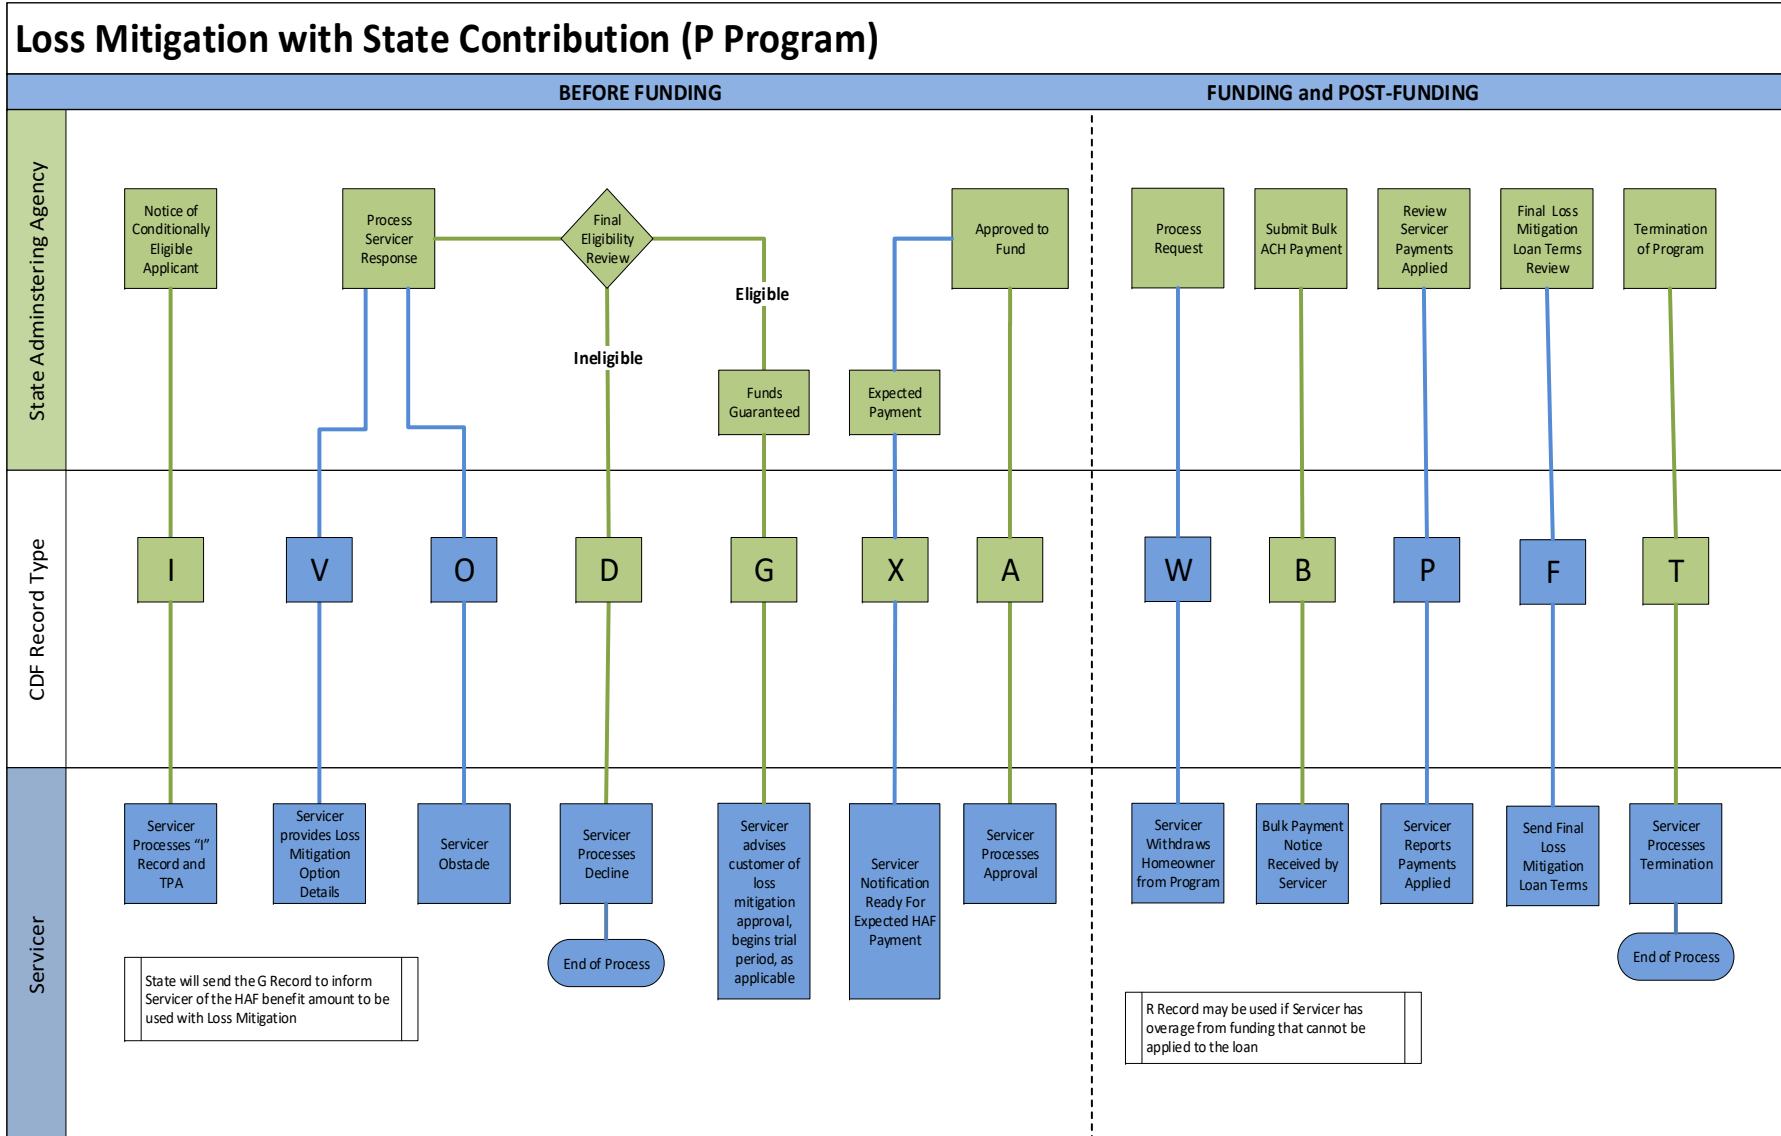 Loss Mitigation with State Contribution (P Program)
BEFORE FUNDING
FUNDING and POST-FUNDING
State Adminstering Agency
Notice of
Conditionally
Eligible
Applicant
Process
Servicer
Response
Final
Eligibility
Review
Approved to
Fund
Process
Request
Submit Bulk
ACH Payment
Review
Servicer
Payments
Applied
Final Loss
Mitigation
Loan Terms
Review
Termination
of Program
Eligible
Ineligible
Funds
Guaranteed
Expected
Payment
CDF Record Type
I
V
O
D
G
X
A
W
B
P
F
T
Servicer
Servicer
Processes “I”
Record and
TPA
Servicer
provides Loss
Mitigation
Option
Details
Servicer
Obstacle
Servicer
Processes
Decline
Servicer
advises
customer of
loss
mitigation
approval,
begins trial
period, as
applicable
Servicer
Notification
Ready For
Expected HAF
Payment
Servicer
Processes
Approval
Servicer
Withdraws
Homeowner
from Program
Bulk Payment
Notice
Received by
Servicer
Servicer
Reports
Payments
Applied
Send Final
Loss
Mitigation
Loan Terms
Servicer
Processes
Termination
End of Process
End of Process
State will send the G Record to inform
Servicer of the HAF benefit amount to be
used with Loss Mitigation
R Record may be used if Servicer has
overage from funding that cannot be
applied to the loan